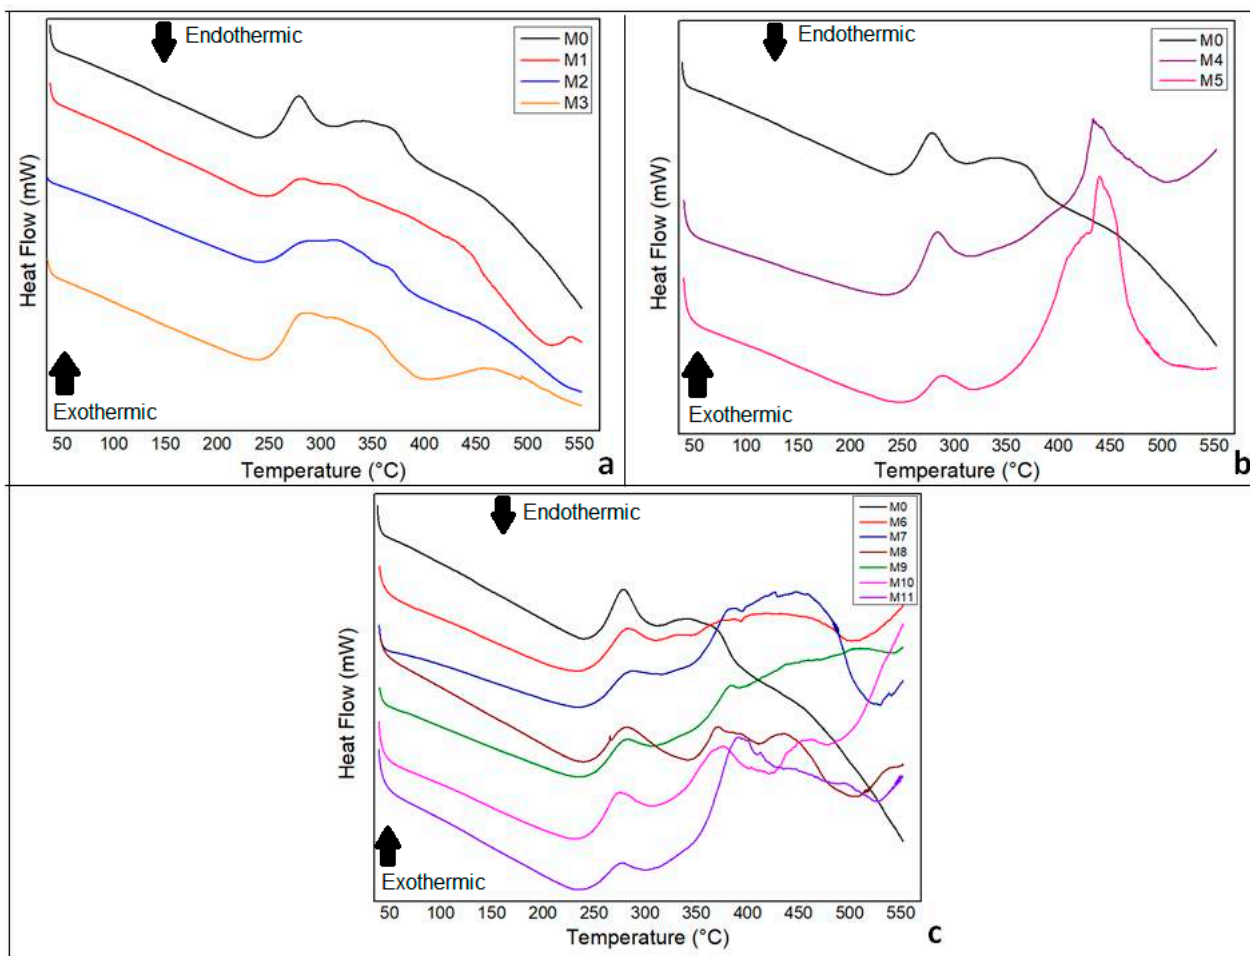 Endothermic
M0
M1
M2
M3
Heat Flow (mW)
Exothermic
50 100 150 200 250 300 350 400 450 500 550
Temperature (°C)
a
Endothermic
M0
M4
M5
Heat Flow (mW)
Exothermic
50 100 150 200 250 300 350 400 450 500 550
Temperature (°C)
b
Endothermic
M0
M6
M7
M8
M9
M10
M11
Heat Flow (mW)
Exothermic
50 100 150 200 250 300 350 400 450 500 550
Temperature (°C)
c